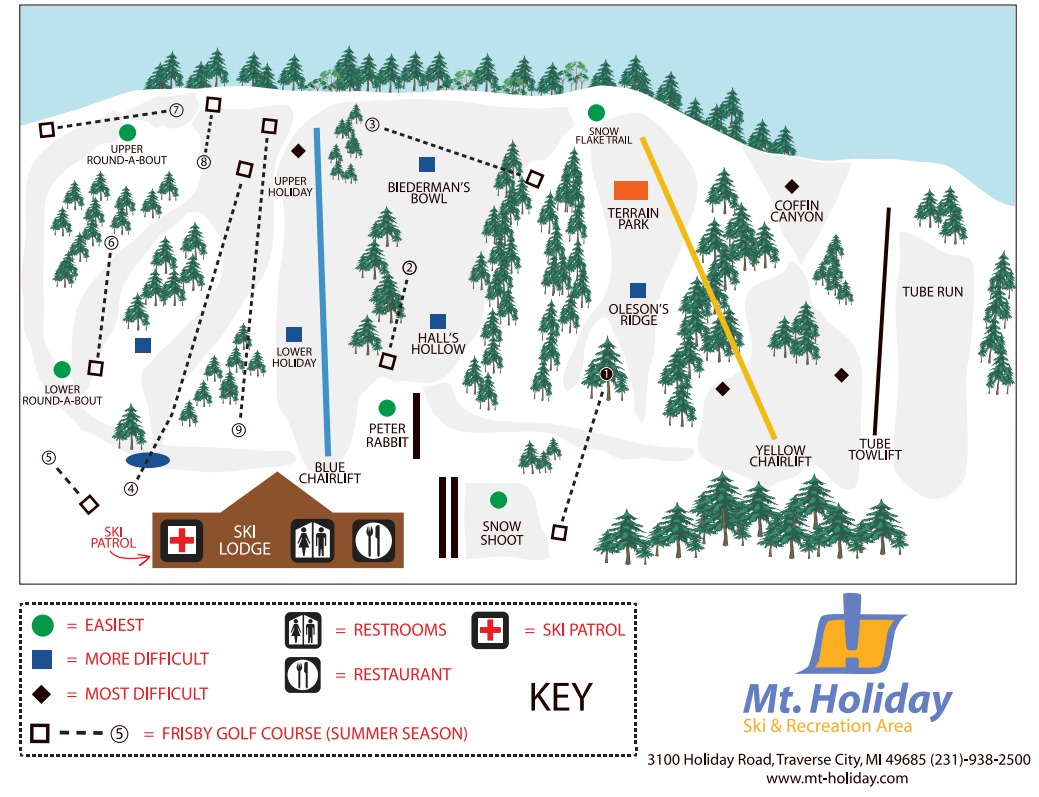 7
3
8
UPPER
ROUND-A-BOUT
UPPER
HOLIDAY
BIEDERMAN'S
BOWL
SNOW
FLAKE TRAIL
TERRAIN
PARK
COFFIN
CANYON
6
2
TUBE RUN
OLESON'S
RIDGE
LOWER
HOLIDAY
HALL'S
HOLLOW
1
LOWER
ROUND-A-BOUT
9
PETER
RABBIT
5
4
BLUE
CHAIRLIFT
YELLOW
CHAIRLIFT
TUBE
TOWLIFT
SKI
PATROL
SKI
LODGE
SNOW
SHOOT
= EASIEST
= MORE DIFFICULT
= MOST DIFFICULT
= RESTROOMS
= SKI PATROL
= RESTAURANT
KEY
5 = FRISBY GOLF COURSE (SUMMER SEASON)
Mt. Holiday
Ski & Recreation Area
3100 Holiday Road, Traverse City, MI 49685 (231)-938-2500
www.mt-holiday.com